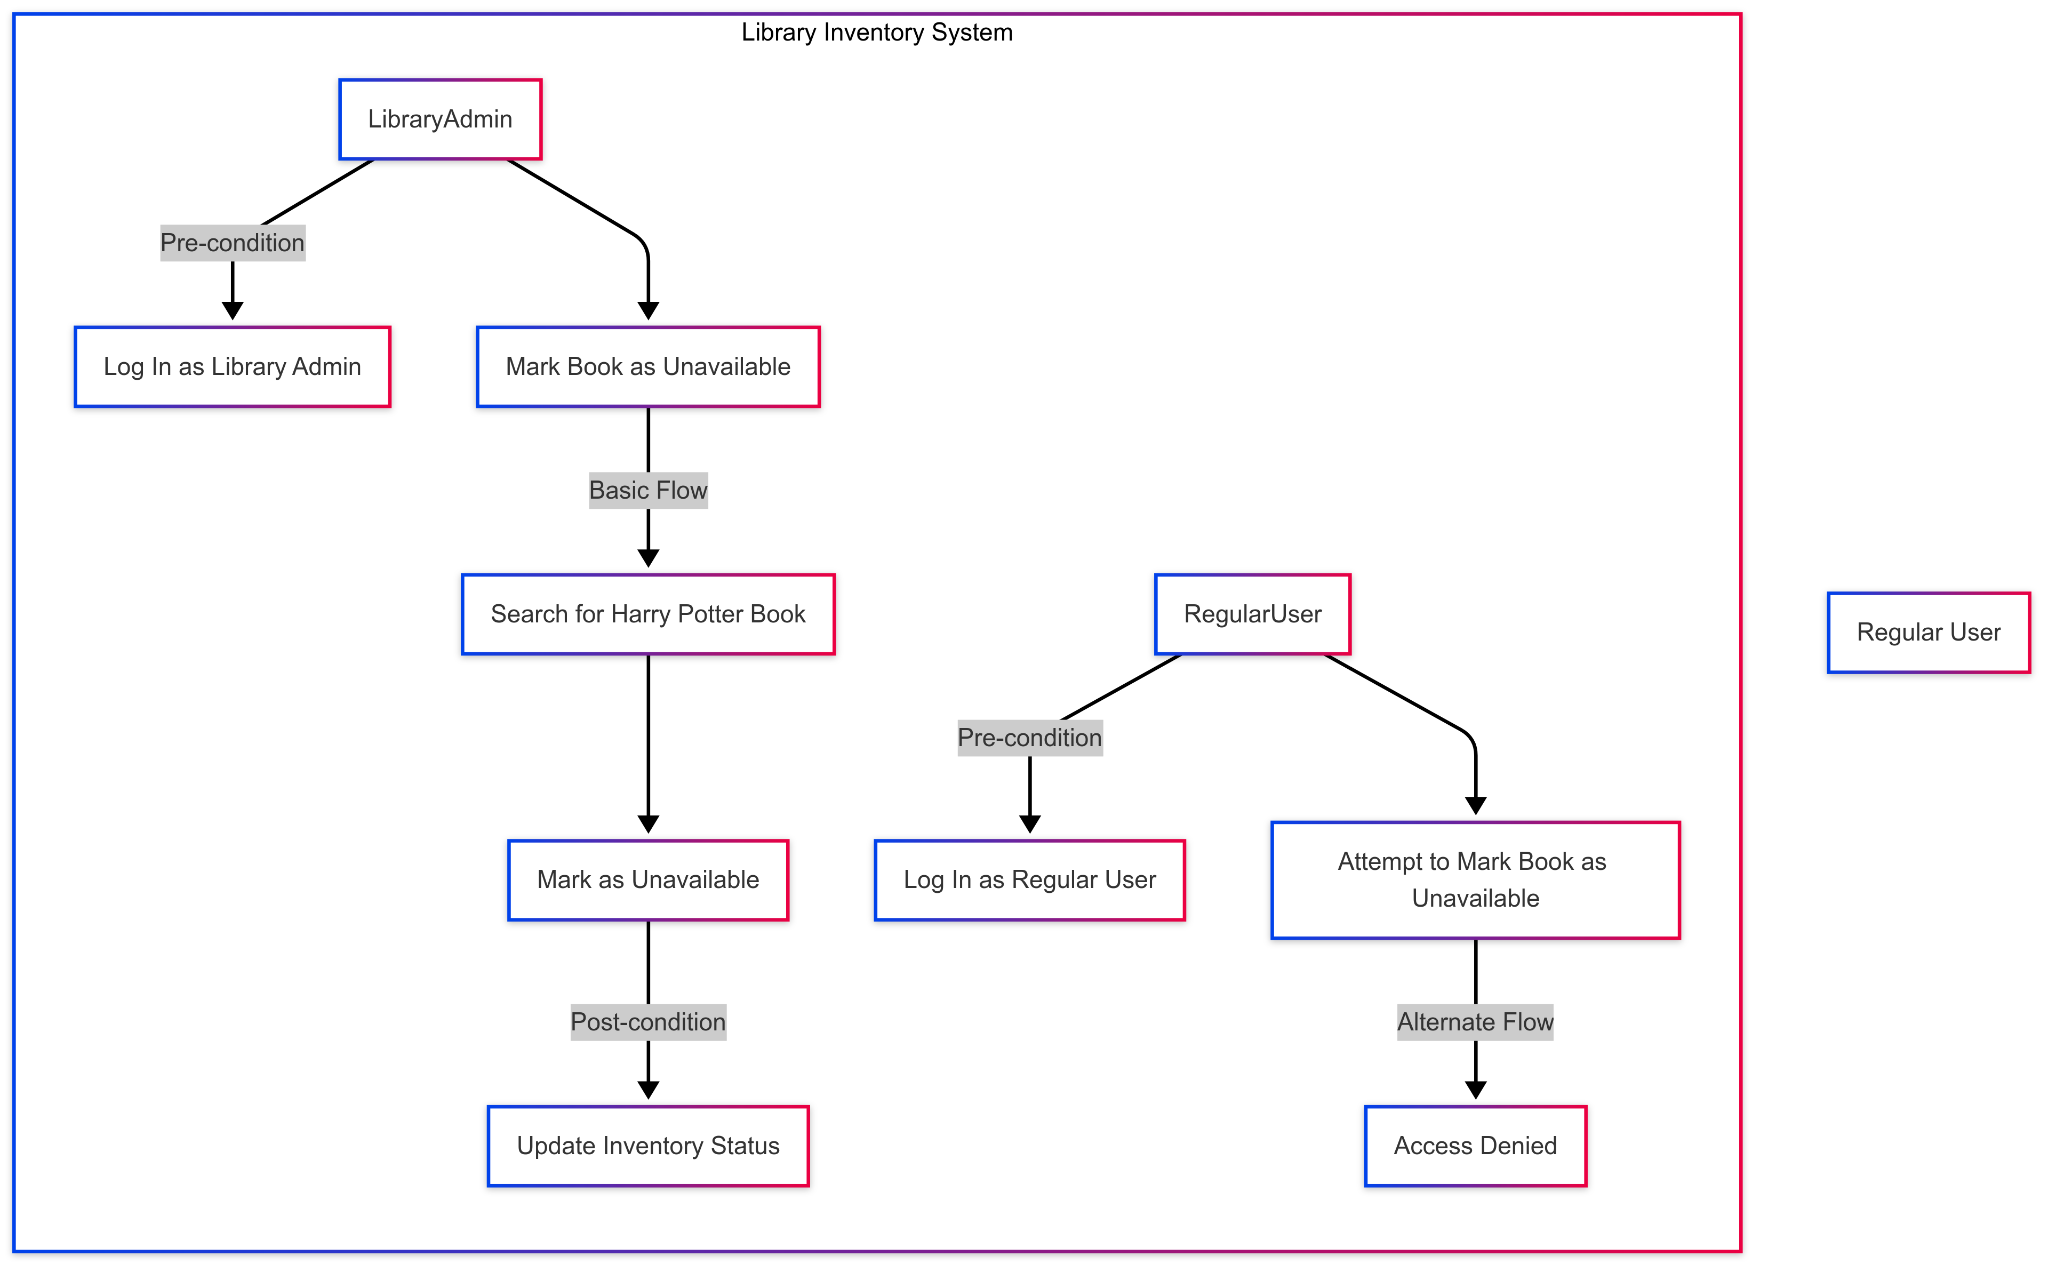 Library Inventory System
LibraryAdmin
Pre-condition
Log In as Library Admin
Mark Book as Unavailable
Basic Flow
Search for Harry Potter Book
RegularUser
Regular User
Pre-condition
Mark as Unavailable
Log In as Regular User
Attempt to Mark Book as
Unavailable
Post-condition
Alternate Flow
Update Inventory Status
Access Denied